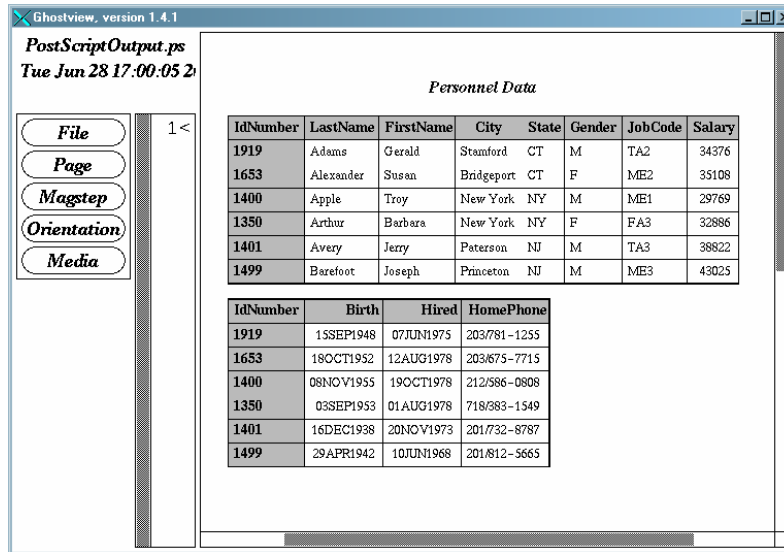 Ghostview, version 1.4.1
PostScriptOutput.ps
Tue Jun 28 17:00:05 2
File
Page
Magstep
Orientation
Media
1<
Personnel Data
IdNumber LastName FirstName City State Gender JobCode Salary
1919 Adams Gerald Stamford CT M TA2 34376
1653 Alexander Susan Bridgeport CT F ME2 35108
1400 Apple Troy New York NY M ME1 29769
1350 Arthur Barbara New York NY F FA3 32886
1401 Avery Jerry Paterson NJ M TA3 38822
1499 Barefoot Joseph Princeton NJ M ME3 43025
IdNumber Birth Hired HomePhone
1919 15SEP1948 07JUN1975 203/781-1255
1653 18OCT1952 12AUG1978 203/675-7715
1400 08NOV1955 19OCT1978 212/586-0808
1350 03SEP1953 01AUG1978 718/383-1549
1401 16DEC1938 20NOV1973 201/732-8787
1499 29APR1942 10JUN1968 201/812-5665